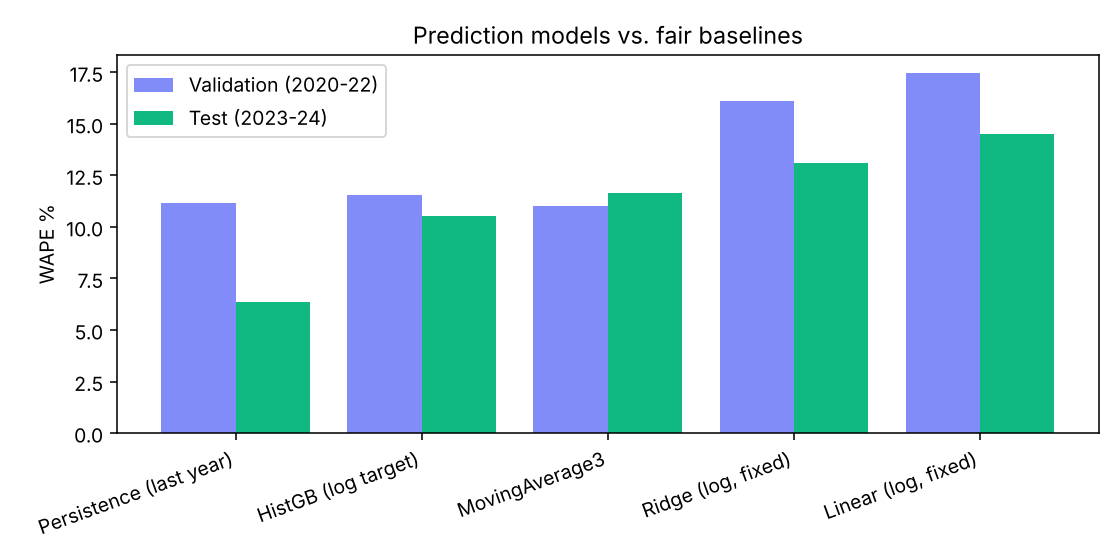 Prediction models vs. fair baselines
Validation (2020-22)
Test (2023-24)
WAPE %
17.5
15.0
12.5
10.0
7.5
5.0
2.5
0.0
Persistence (last year)
HistGB (log target)
MovingAverage3
Ridge (log, fixed)
Linear (log, fixed)